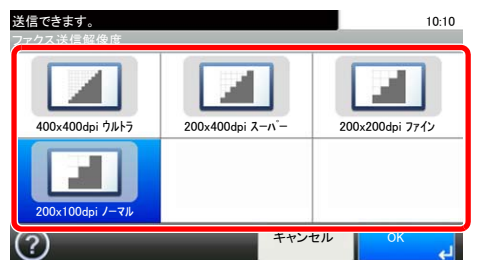 送信できます。 10:10
ファクス送信解像度
400x400dpi ウルトラ 200x400dpi スーパー 200x200dpi ファイン
200x100dpi ノーマル
? キャンセル OK